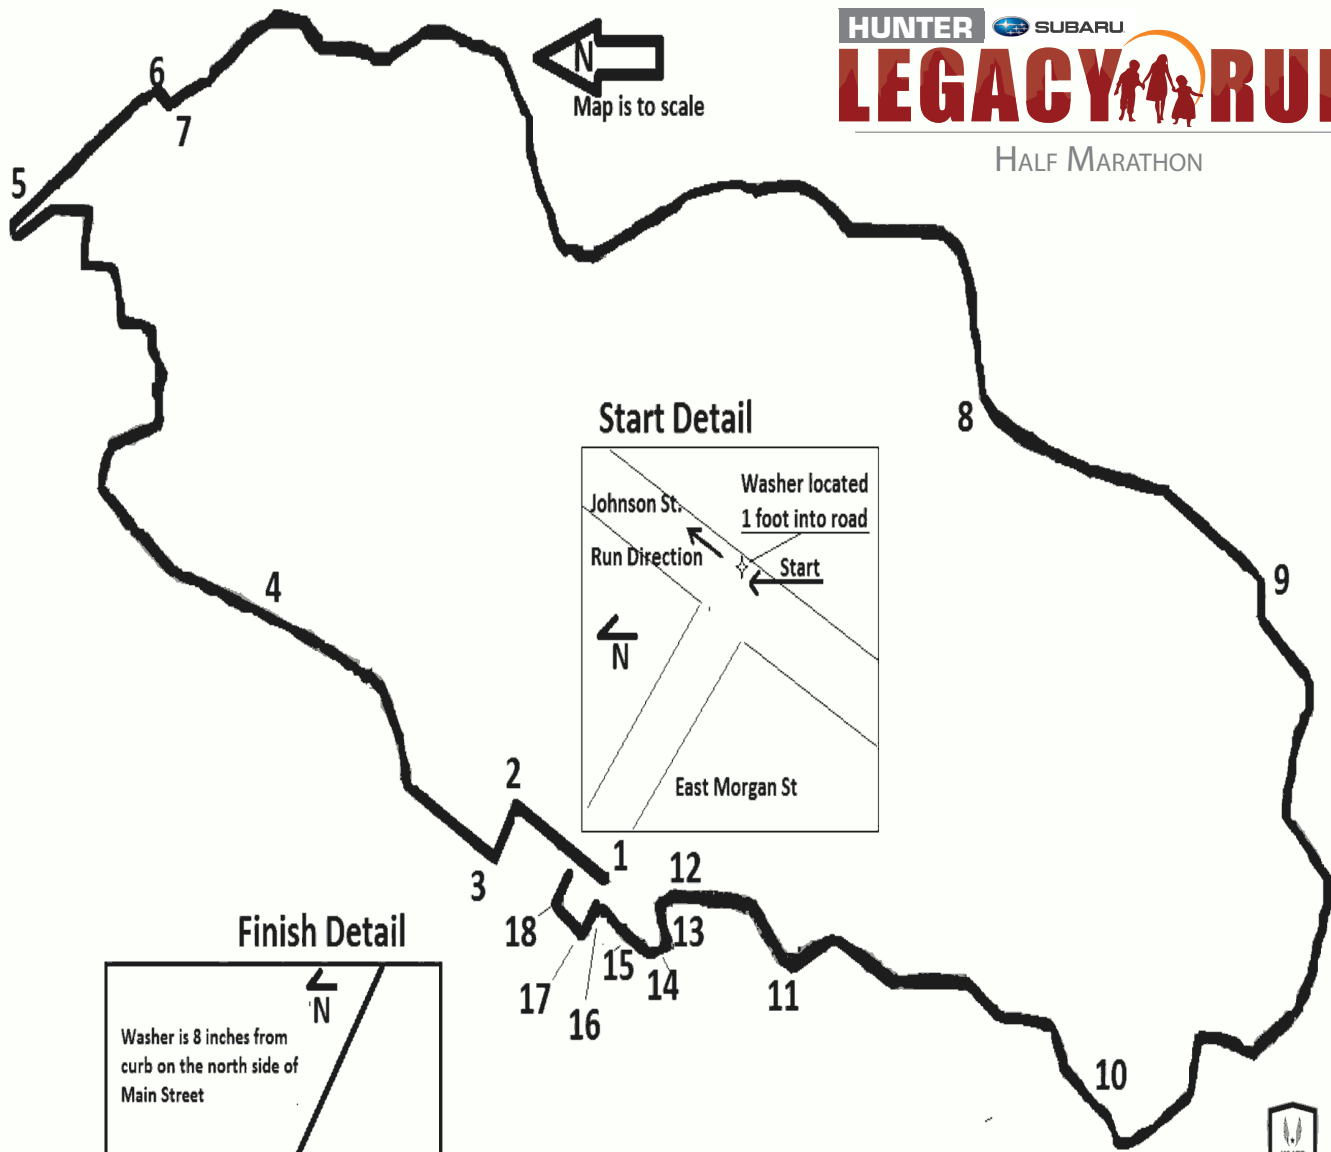 HUNTER SUBARU
LEGACY RU
HALF MARATHON
N
Map is to scale
6
7
5
8
Start Detail
Washer located
1 foot into road
Johnson St.
Run Direction
Start
N
East Morgan St
4
9
2
1
3
12
18
13
15
14
17
16
11
10
Finish Detail
N
Washer is 8 inches from
curb on the north side of
Main Street